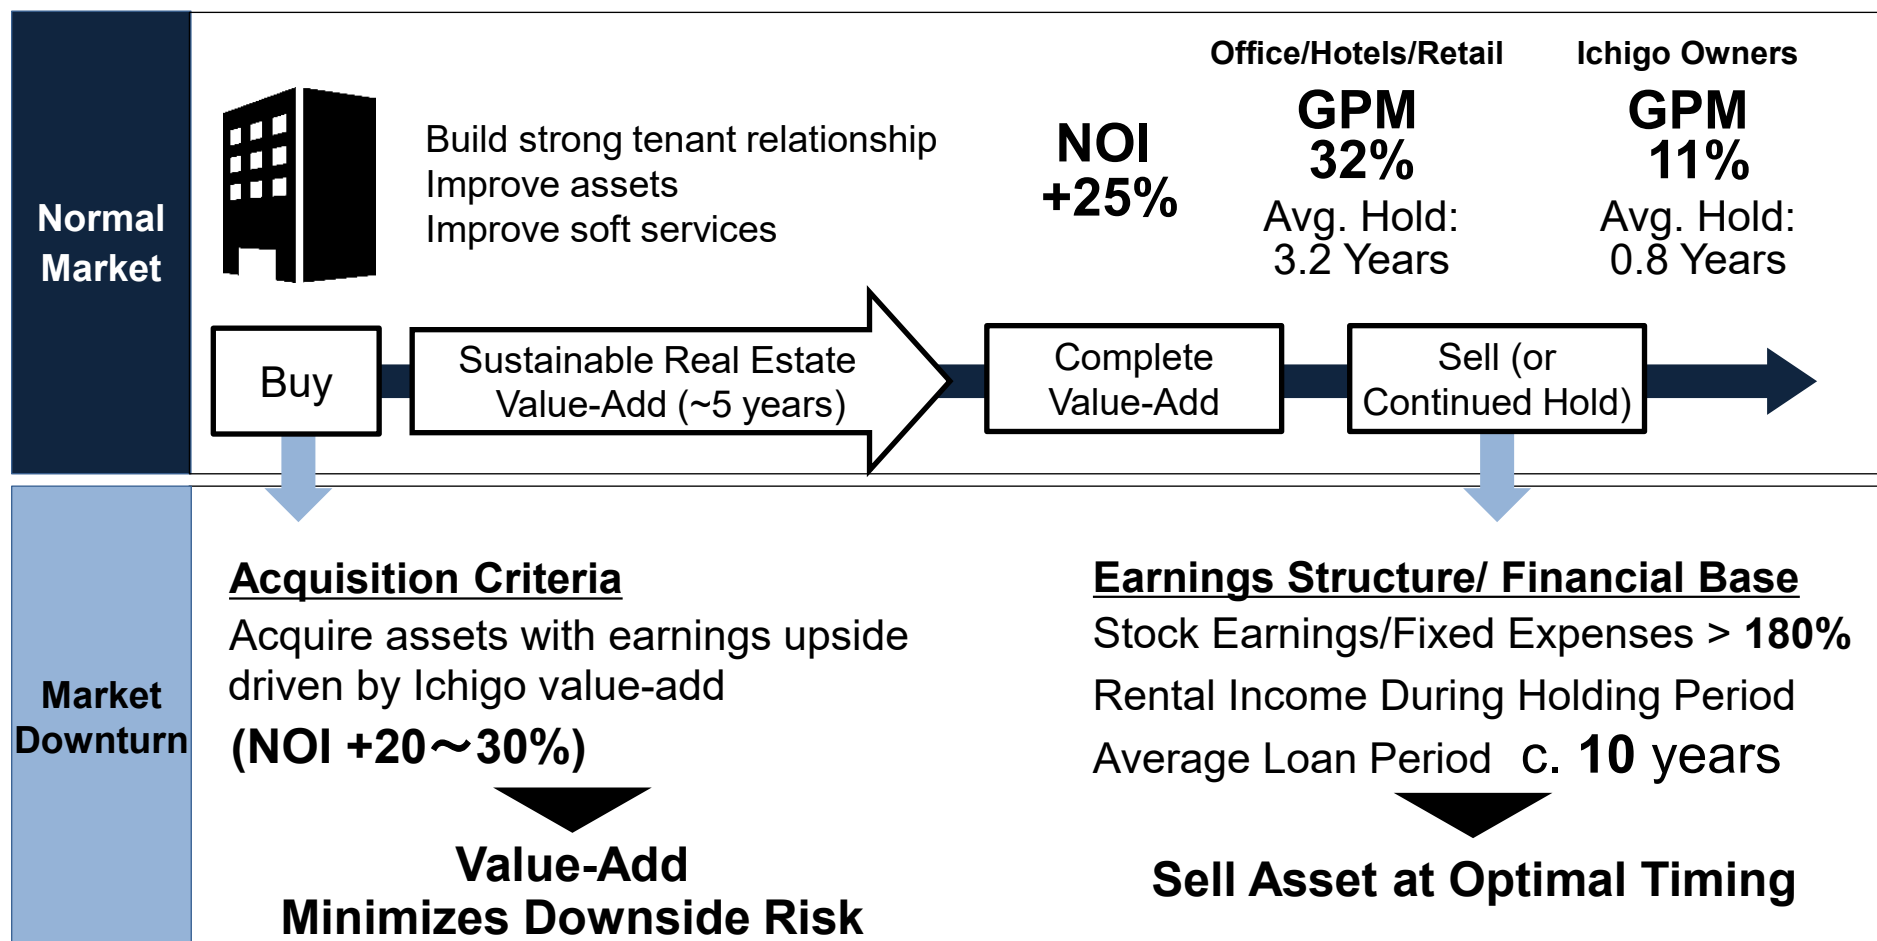 Normal
Market
Build strong tenant relationship
Improve assets
Improve soft services
NOI
+25%
Office/Hotels/Retail
GPM
32%
Avg. Hold:
3.2 Years
Ichigo Owners
GPM
11%
Avg. Hold:
0.8 Years
Buy
Sustainable Real Estate
Value-Add (~5 years)
Complete
Value-Add
Sell (or
Continued Hold)
Market
Downturn
Acquisition Criteria
Acquire assets with earnings upside
driven by Ichigo value-add
(NOI +20～30%)
Value-Add
Minimizes Downside Risk
Earnings Structure/ Financial Base
Stock Earnings/Fixed Expenses > 180%
Rental Income During Holding Period
Average Loan Period c. 10 years
Sell Asset at Optimal Timing